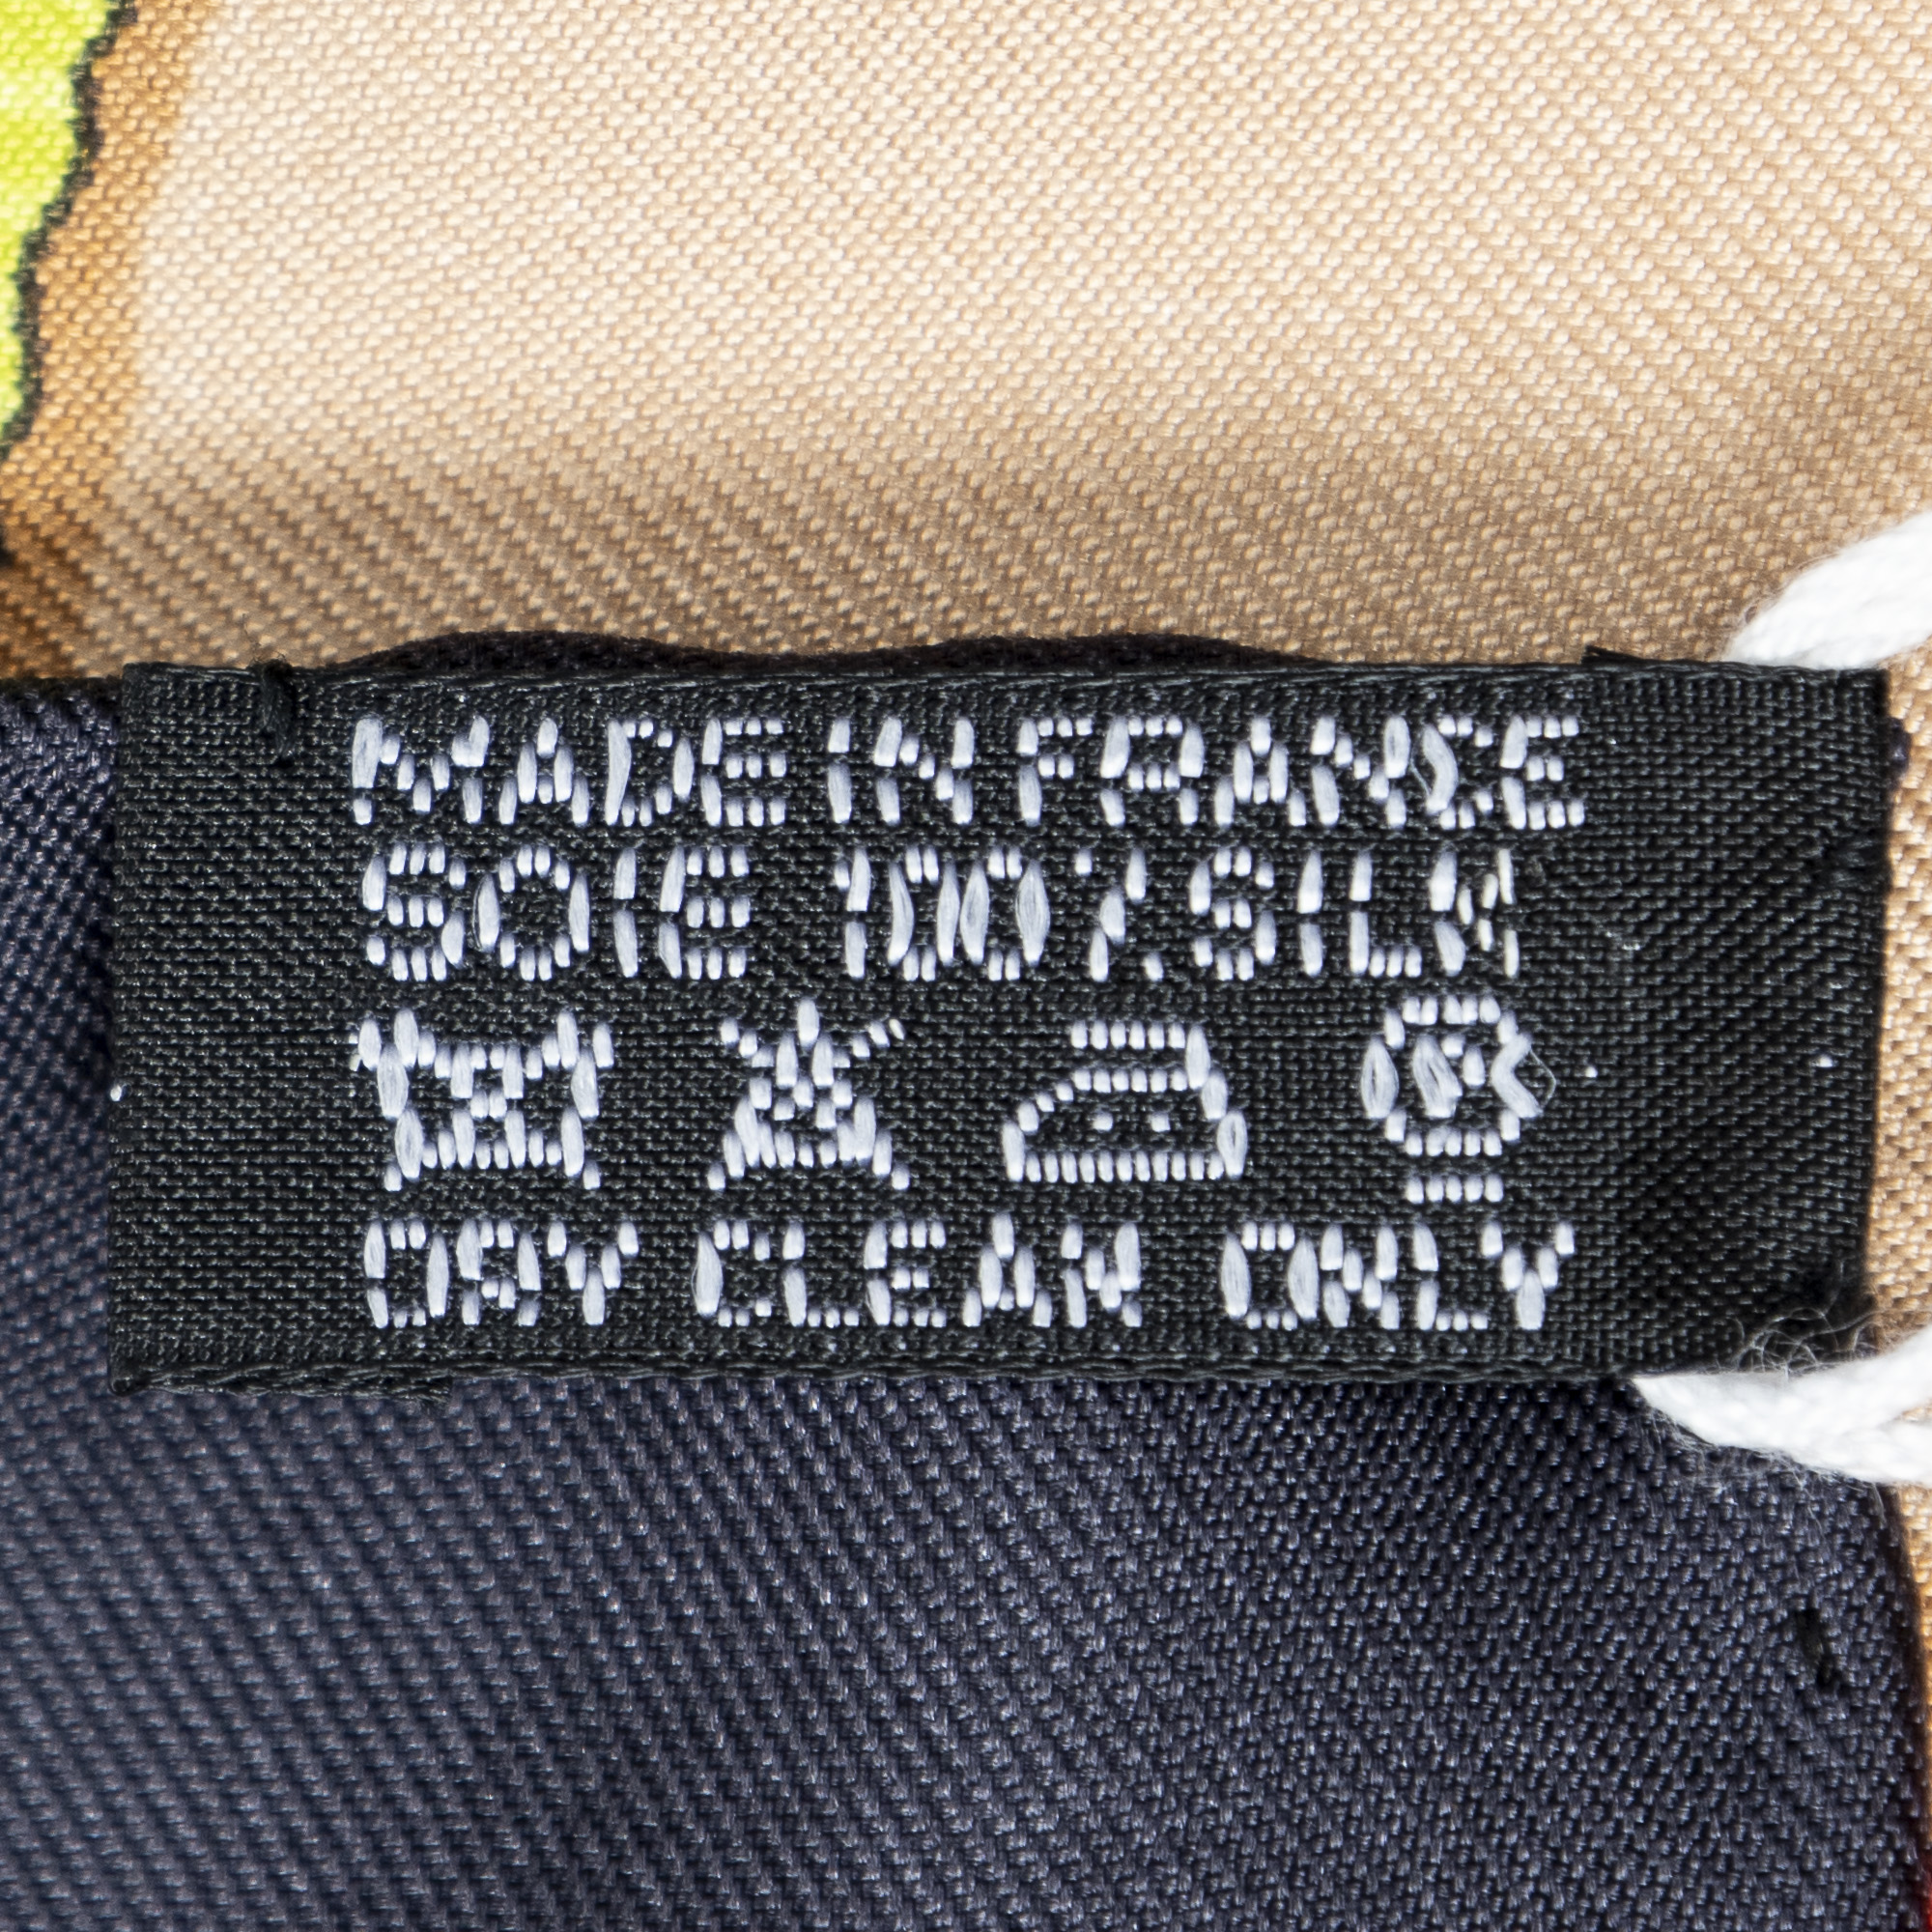 MADE IN FRANCE
SOIE 100% SILK
P
DRY CLEAN ONLY